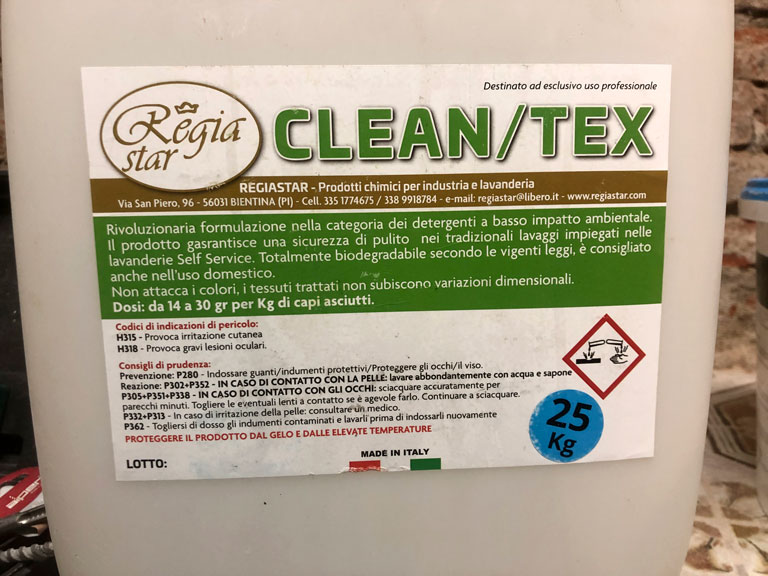 Destinato ad esclusivo uso professionale
Regia
star
CLEAN/TEX
REGIASTAR - Prodotti chimici per industria e lavanderia
Via San Piero, 96 - 56031 BIENTINA (PI) - Cell. 335 1774675 / 338 9918784 - e-mail: regiastar@libero.it - www.regiastar.com
Rivoluzionaria formulazione nella categoria dei detergenti a basso impatto ambientale.
Il prodotto gasrantisce una sicurezza di pulito nei tradizionali lavaggi impiegati nelle
lavanderie Self Service. Totalmente biodegradabile secondo le vigenti leggi, è consigliato
anche nell'uso domestico.
Non attacca i colori, i tessuti trattati non subiscono variazioni dimensionali.
Dosi: da 14 a 30 gr per Kg di capi asciutti.
Codici di indicazioni di pericolo:
H315 - Provoca irritazione cutanea
H318 - Provoca gravi lesioni oculari.
Consigli di prudenza:
Prevenzione: P280 - Indossare guanti/indumenti protettivi/Proteggere gli occhi/il viso.
Reazione: P302+P352 - IN CASO DI CONTATTO CON LA PELLE: lavare abbondantemente con acqua e sapone
P305+P351+P338 - IN CASO DI CONTATTO CON GLI OCCHI: sciacquare accuratamente per
parecchi minuti. Togliere le eventuali lenti a contatto se è agevole farlo. Continuare a sciacquare.
P332+P313 - In caso di irritazione della pelle: consultare un medico.
P362 - Togliersi di dosso gli indumenti contaminati e lavarli prima di indossarli nuovamente
PROTEGGERE IL PRODOTTO DAL GELO E DALLE ELEVATE TEMPERATURE
25
Kg
MADE IN ITALY
LOTTO: